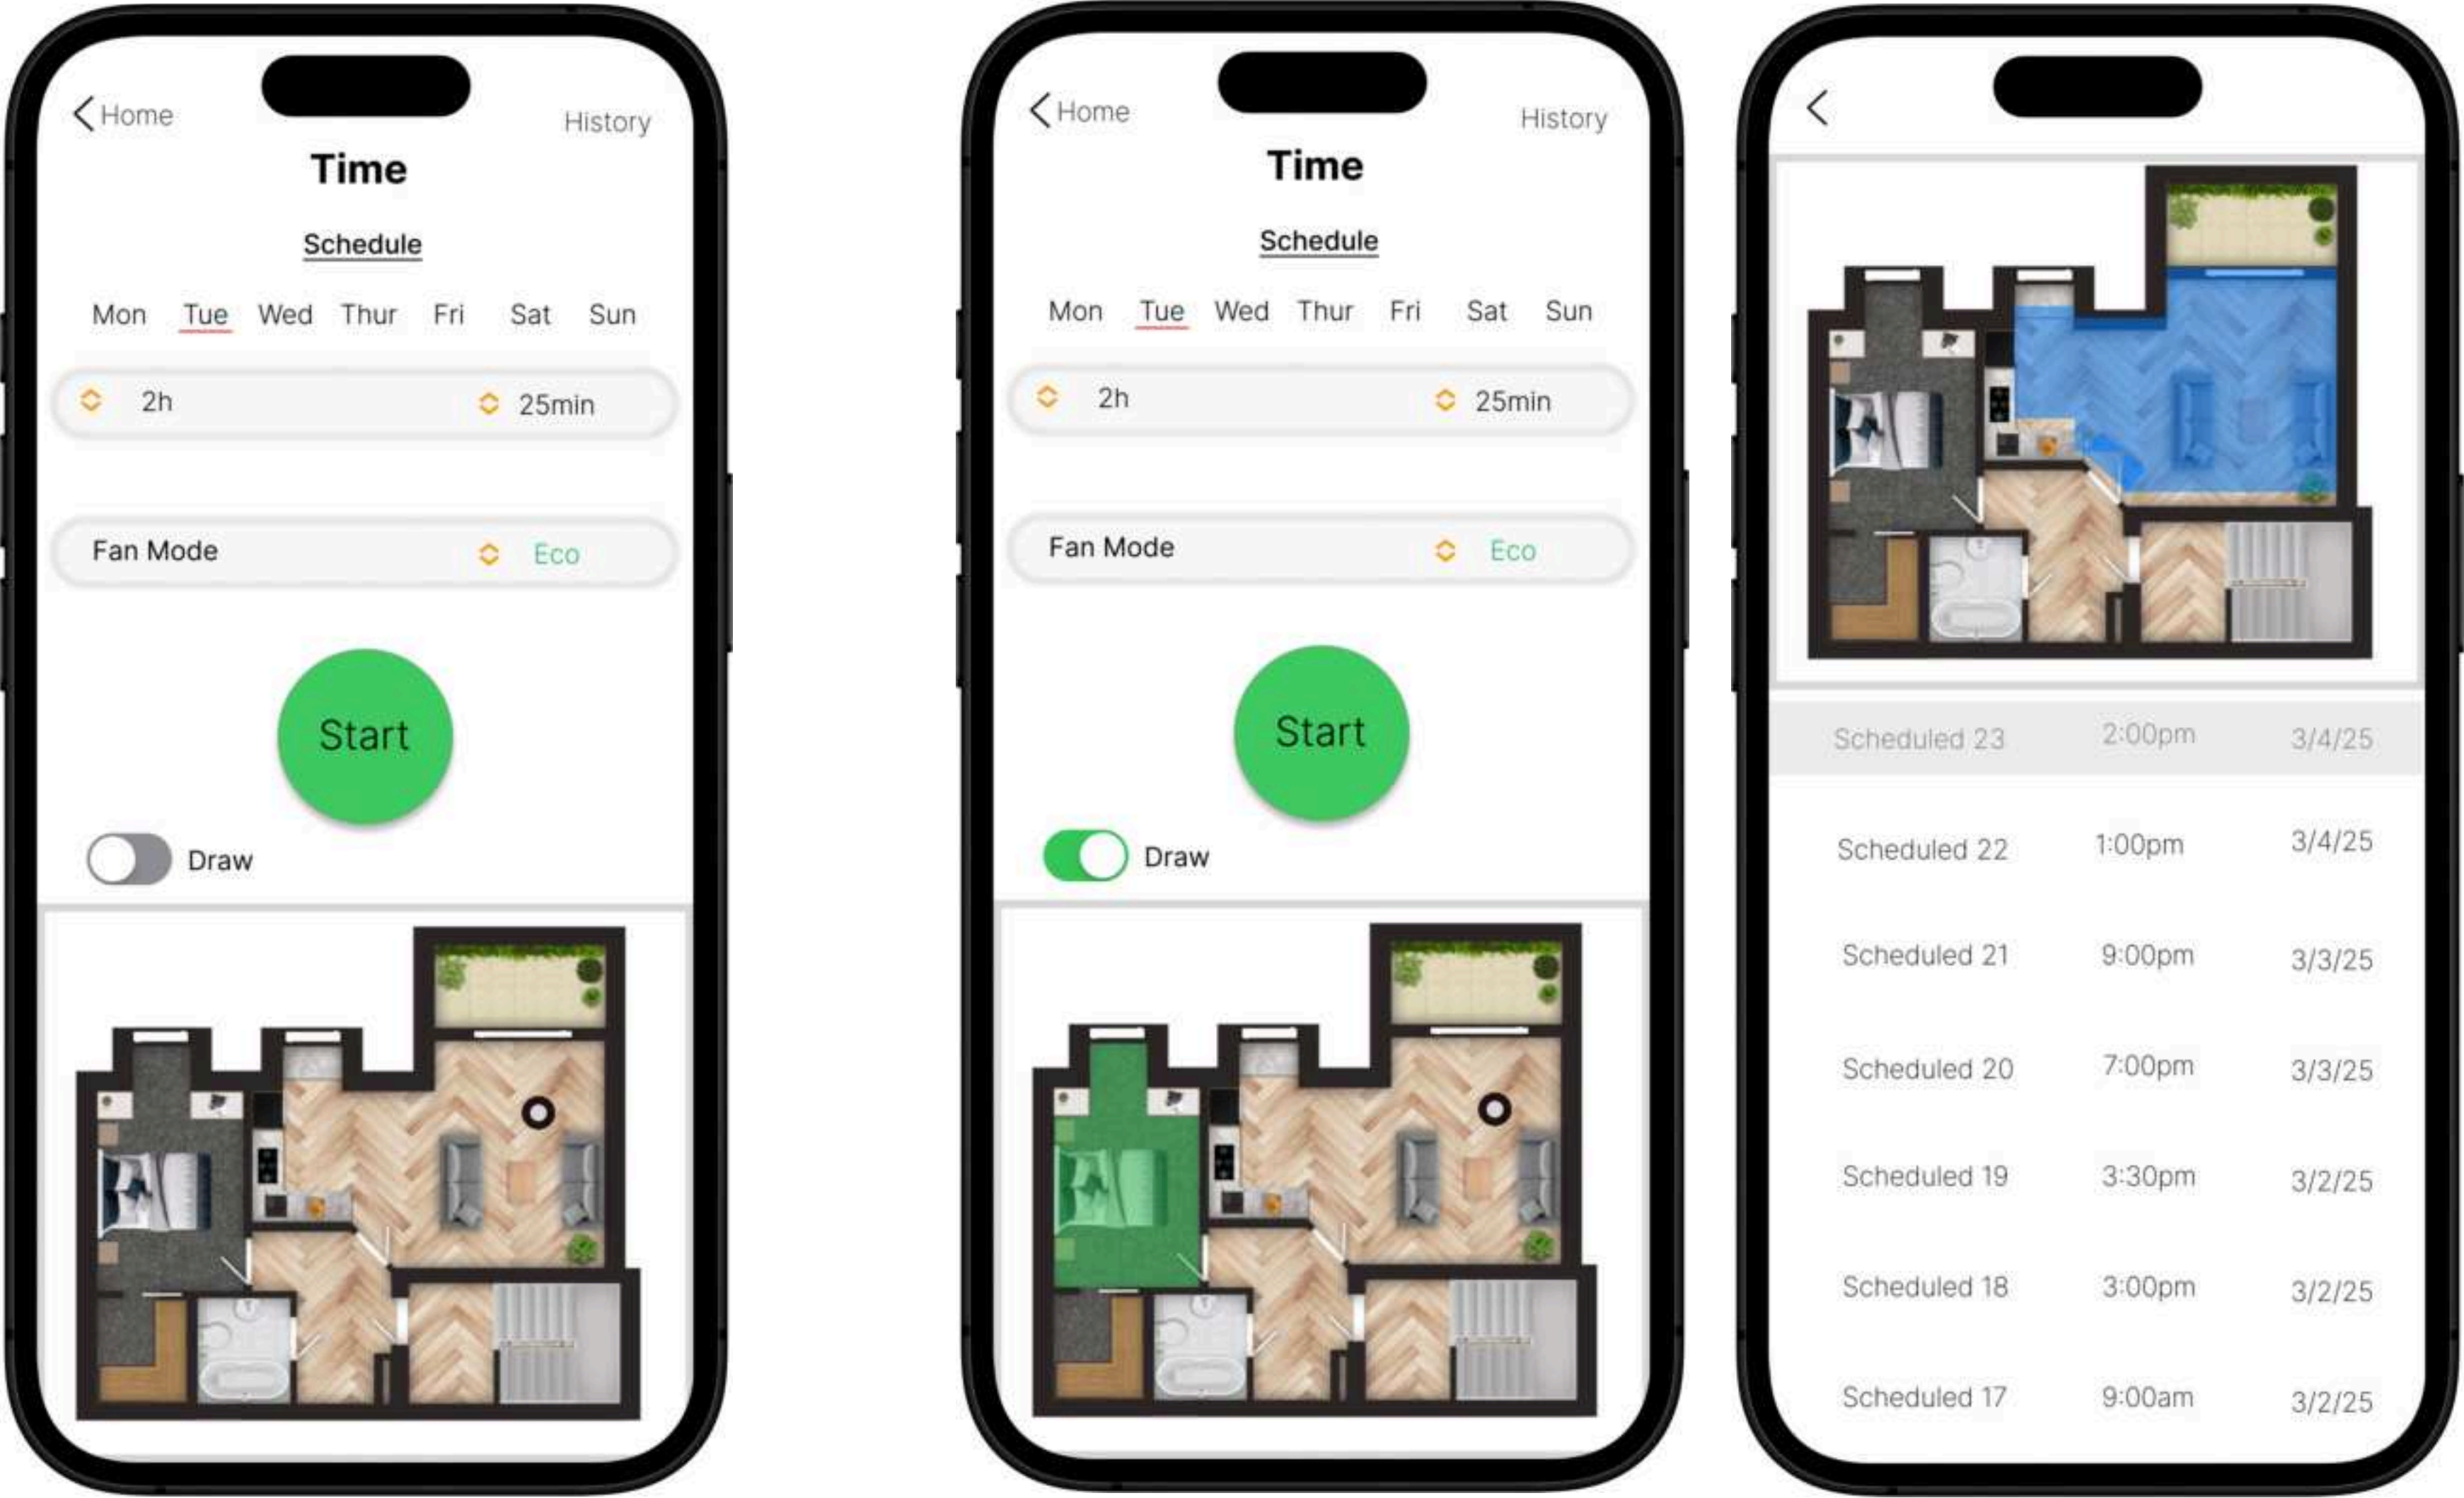 Home
History
Time
Schedule
Mon Tue Wed Thur Fri Sat Sun
2h 25min
Fan Mode Eco
Start
Draw
Home
History
Time
Schedule
Mon Tue Wed Thur Fri Sat Sun
2h 25min
Fan Mode Eco
Start
Draw
Scheduled 23 2:00pm 3/4/25
Scheduled 22 1:00pm 3/4/25
Scheduled 21 9:00pm 3/3/25
Scheduled 20 7:00pm 3/3/25
Scheduled 19 3:30pm 3/2/25
Scheduled 18 3:00pm 3/2/25
Scheduled 17 9:00am 3/2/25